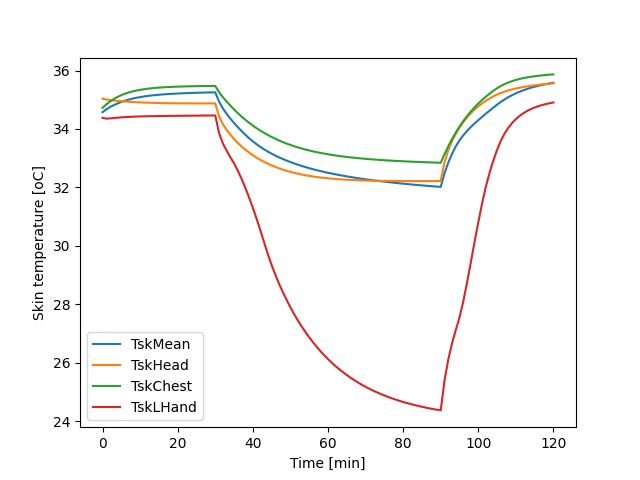 36
34
32
30
28
26
24
Skin temperature [oC]
TskMean
TskHead
TskChest
TskLHand
0 20 40 60 80 100 120
Time [min]